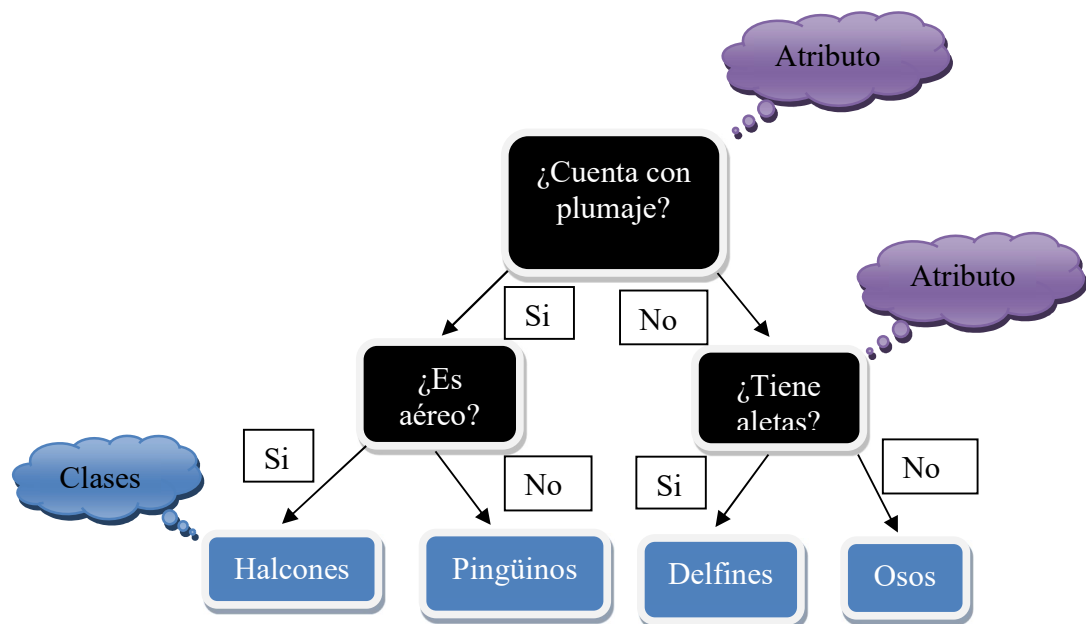 Atributo
¿Cuenta con
plumaje?
Atributo
Si
No
¿Es
aéreo?
¿Tiene
aletas?
Clases
Si
No
Si
No
Halcones
Pingüinos
Delfines
Osos